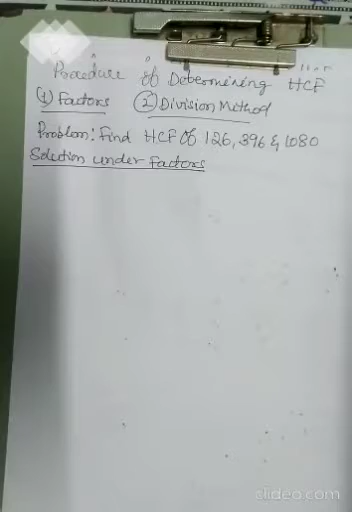 Procedure of Determining HCF
(1) Factors (2) Division Method
Problem: Find HCF of 126, 396 & 1080
Solution under Factors
clideo.com